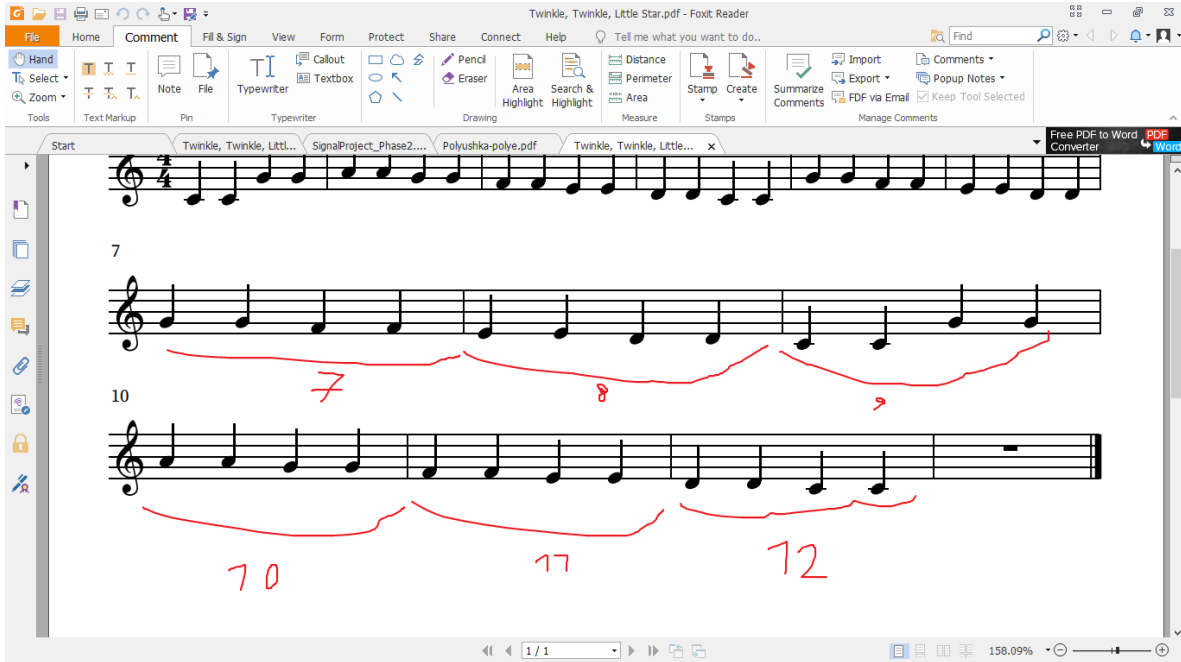 Twinkle, Twinkle, Little Star.pdf - Foxit Reader
File Home Comment Fill & Sign View Form Protect Share Connect Help Tell me what you want to do.. Find
Hand
Select
Zoom
Tools
T T T
T T T
Text Markup
Note File
Pin
TI
Typewriter
Callout
Textbox
Typewriter
Pencil
Eraser
Area Highlight
Search & Highlight
Drawing
Distance
Perimeter
Area
Measure
Stamp Create
Stamps
Summarize Comments
Import
Export
FDF via Email
Comments
Popup Notes
Keep Tool Selected
Manage Comments
Start Twinkle, Twinkle, Littl... SignalProject_Phase2.... Polyushka-polye.pdf Twinkle, Twinkle, Little... x
Free PDF to Word PDF
Converter Word
4
4
7
7 8 9
10
10 11 12
1 / 1 158.09%